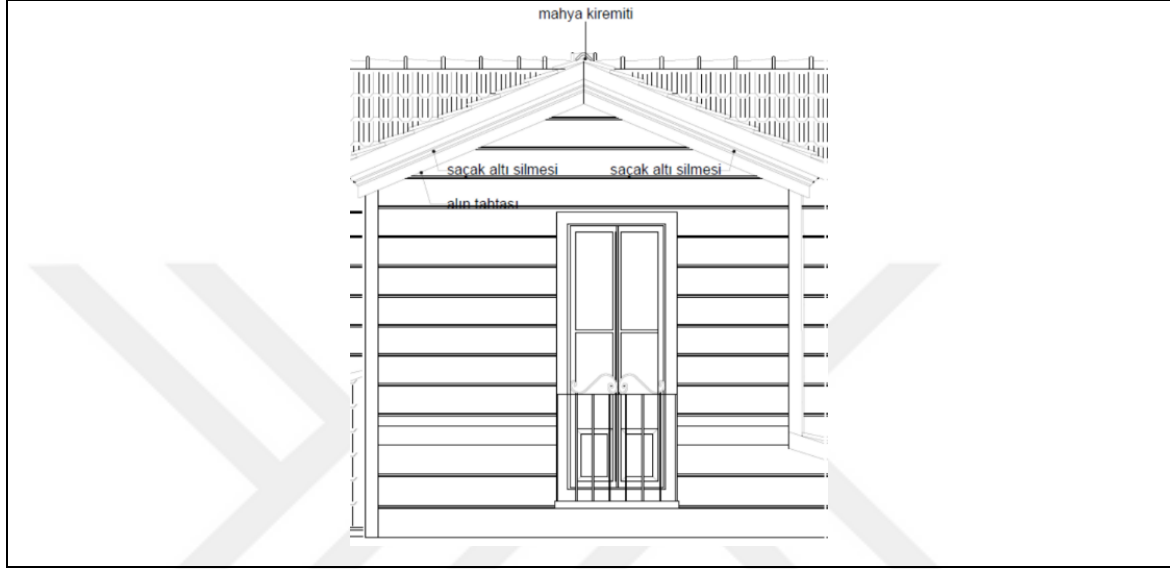 mahya kiremiti
saçak altı silmesi saçak altı silmesi
alın tahtası